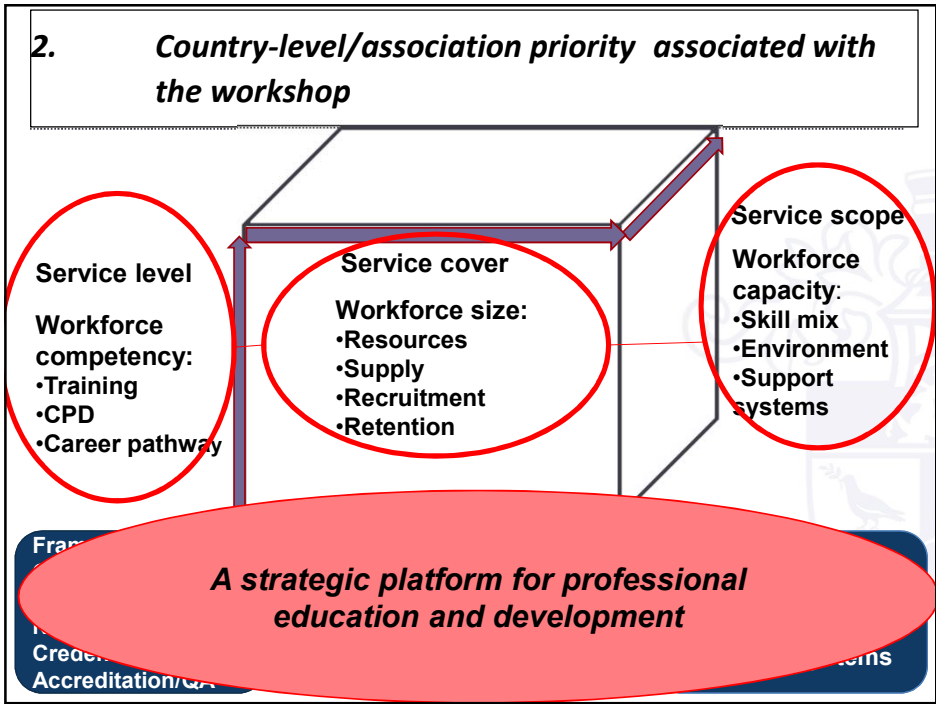 2. Country-level/association priority associated with
the workshop
Service level
Workforce
competency:
•Training
•CPD
•Career pathway
Service cover
Workforce size:
•Resources
•Supply
•Recruitment
•Retention
Service scope
Workforce
capacity:
•Skill mix
•Environment
•Support
systems
A strategic platform for professional
education and development
Accreditation/QA